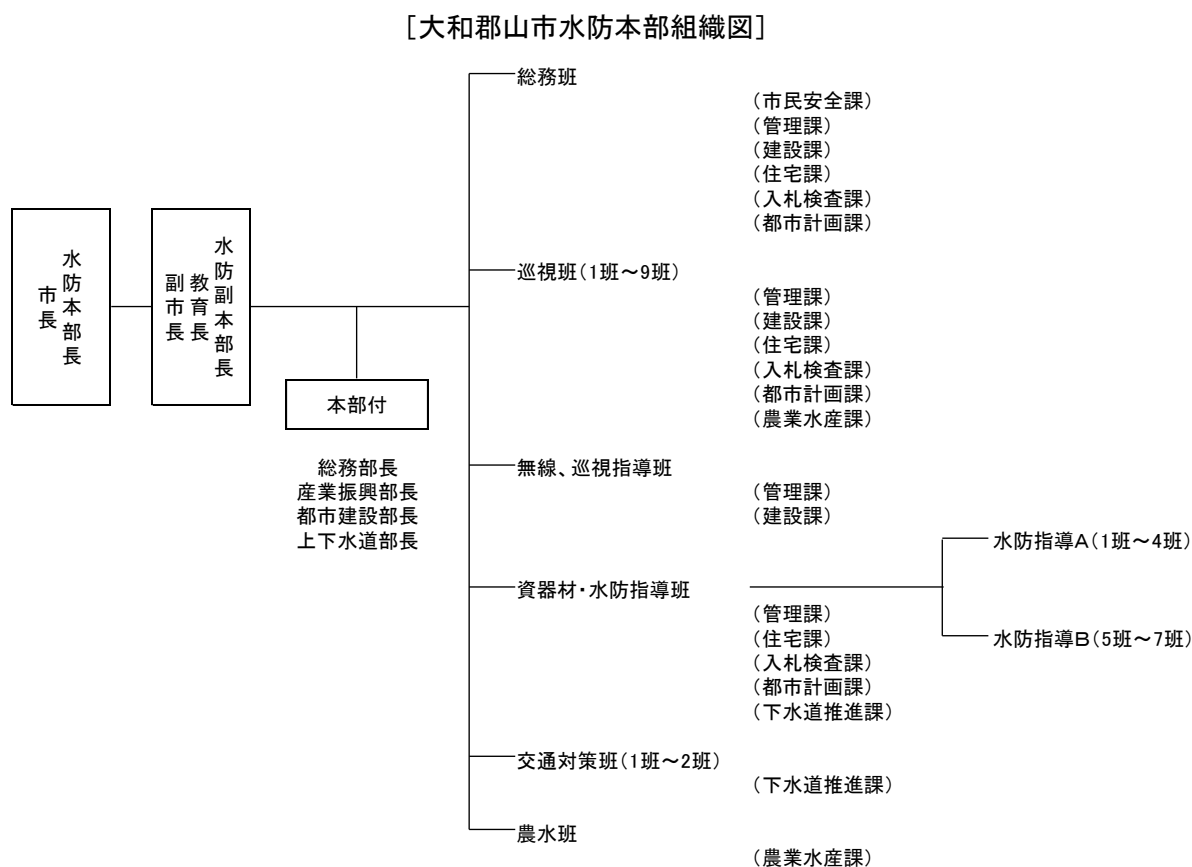 [大和郡山市水防本部組織図]
水防本部長
市長
水防副本部長
教育長
副市長
本部付
総務部長
産業振興部長
都市建設部長
上下水道部長
総務班
(市民安全課)
(管理課)
(建設課)
(住宅課)
(入札検査課)
(都市計画課)
巡視班(1班～9班)
(管理課)
(建設課)
(住宅課)
(入札検査課)
(都市計画課)
(農業水産課)
無線、巡視指導班
(管理課)
(建設課)
資器材・水防指導班
(管理課)
(住宅課)
(入札検査課)
(都市計画課)
(下水道推進課)
水防指導A(1班～4班)
水防指導B(5班～7班)
交通対策班(1班～2班)
(下水道推進課)
農水班
(農業水産課)